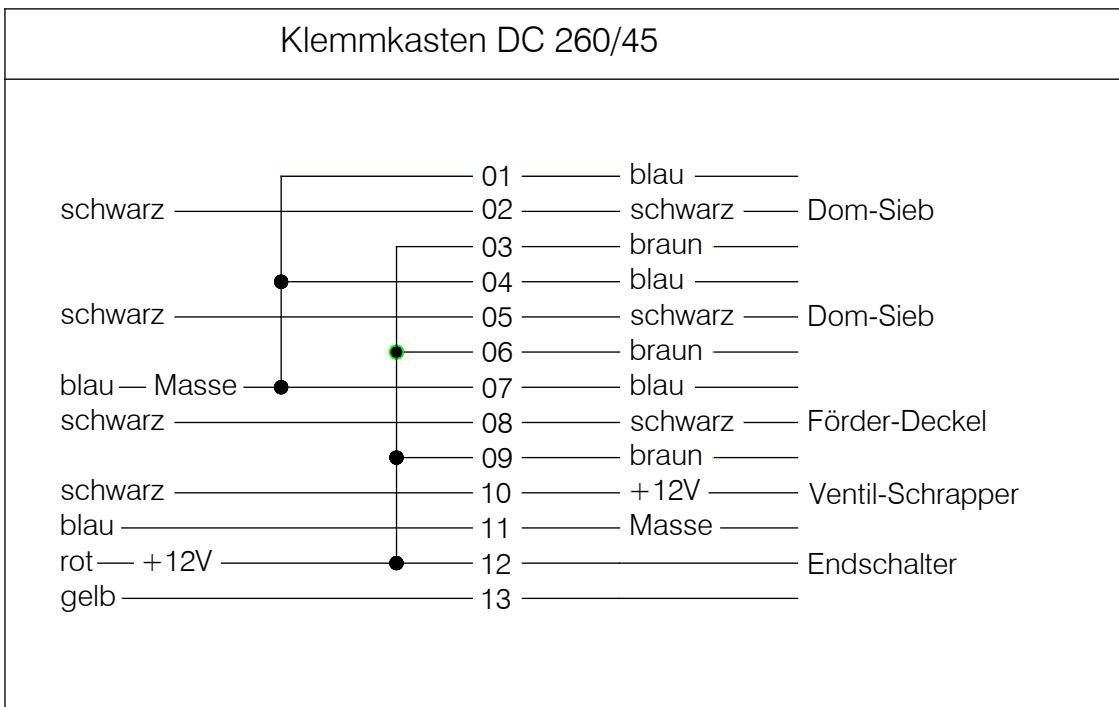 Klemmkasten DC 260/45
01 blau
schwarz 02 schwarz Dom-Sieb
03 braun
04 blau
schwarz 05 schwarz Dom-Sieb
06 braun
blau Masse 07 blau
schwarz 08 schwarz Förder-Deckel
09 braun
schwarz 10 +12V Ventil-Schrapper
blau 11 Masse
rot +12V 12 Endschalter
gelb 13